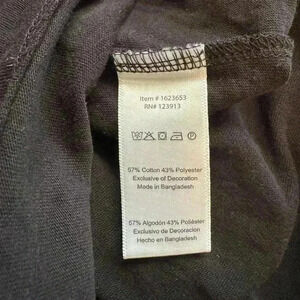 Item # 1623653
RN# 123913
57% Cotton 43% Polyester
Exclusive of Decoration
Made in Bangladesh
57% Algodón 43% Poliéster
Exclusivo de Decoración
Hecho en Bangladesh